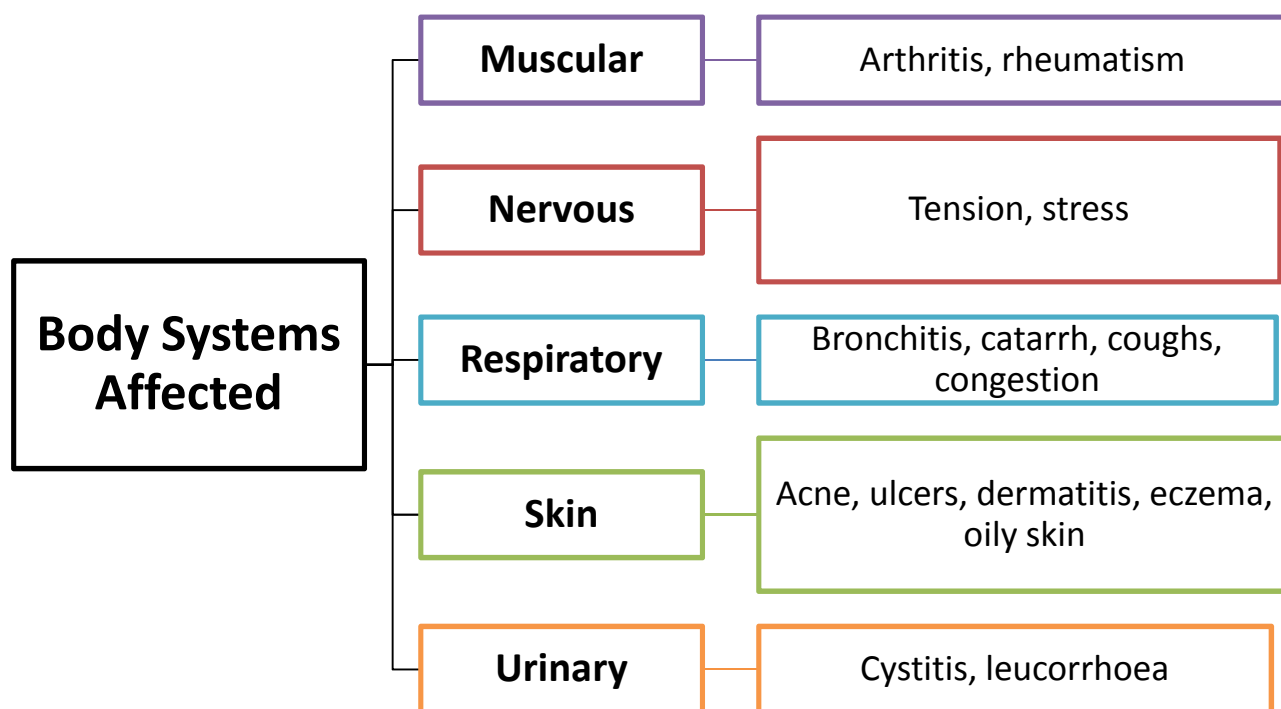 Body Systems
Affected
Muscular
Arthritis, rheumatism
Nervous
Tension, stress
Respiratory
Bronchitis, catarrh, coughs,
congestion
Skin
Acne, ulcers, dermatitis, eczema,
oily skin
Urinary
Cystitis, leucorrhoea